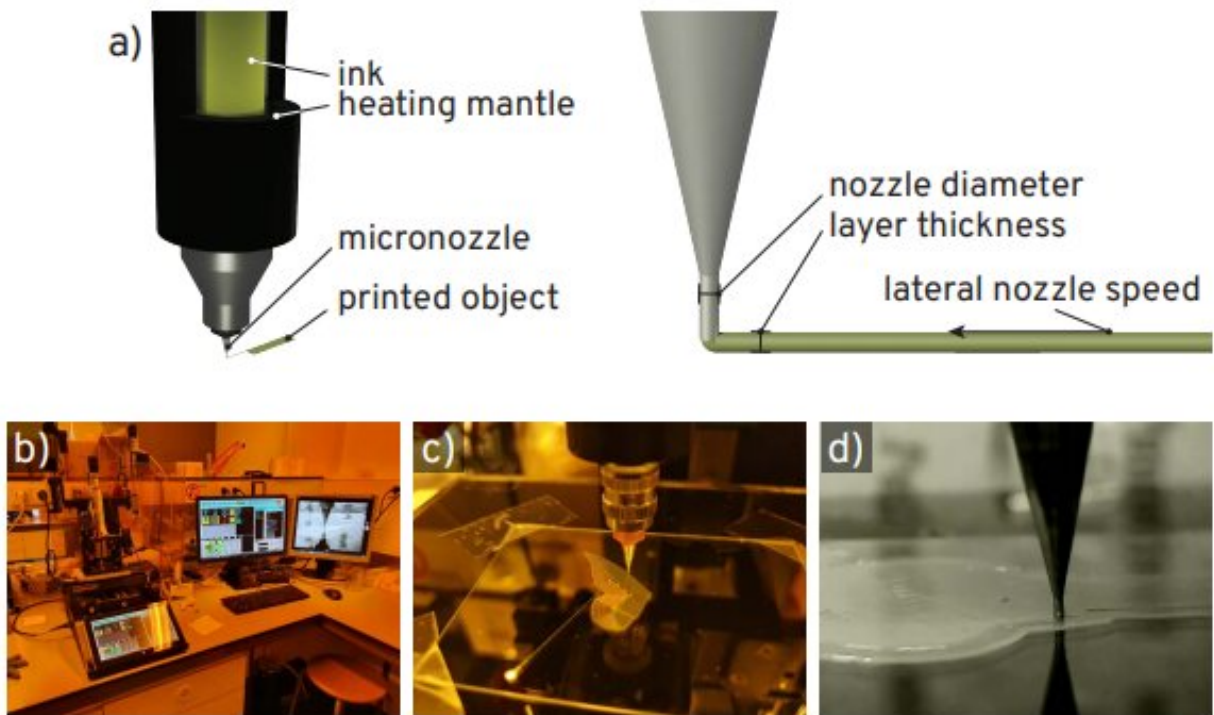 a)
ink
heating mantle
micronozzle
printed object
nozzle diameter
layer thickness
lateral nozzle speed
b)
c)
d)